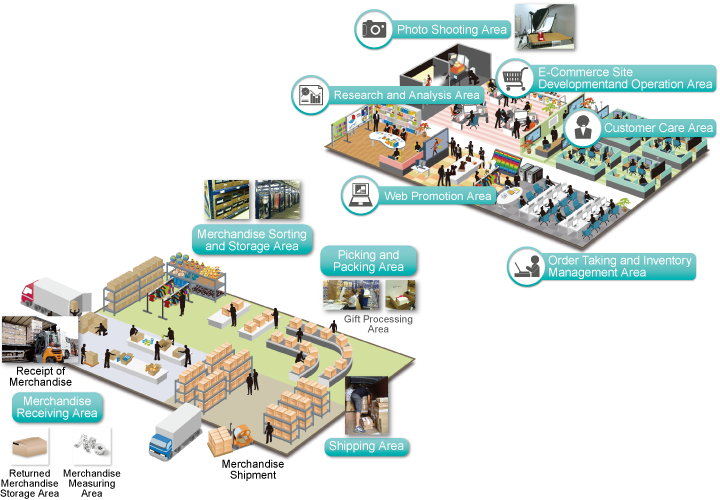 Photo Shooting Area
E-Commerce Site
Developmentand Operation Area
Research and Analysis Area
Customer Care Area
Web Promotion Area
Order Taking and Inventory
Management Area
Merchandise Sorting
and Storage Area
Picking and
Packing Area
Gift Processing
Area
Receipt of
Merchandise
Merchandise
Receiving Area
Returned
Merchandise
Storage Area
Merchandise
Measuring
Area
Merchandise
Shipment
Shipping Area